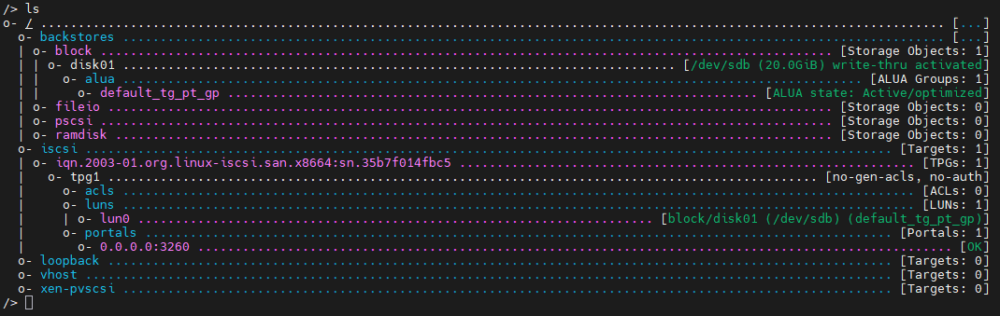 /> ls
o- / ......................................................................................................................... [...]
  o- backstores .............................................................................................................. [...]
  | o- block .................................................................................................. [Storage Objects: 1]
  | | o- disk01 ........................................................................... [/dev/sdb (20.0GiB) write-thru activated]
  | |   o- alua ................................................................................................... [ALUA Groups: 1]
  | |     o- default_tg_pt_gp ....................................................................... [ALUA state: Active/optimized]
  | o- fileio ................................................................................................. [Storage Objects: 0]
  | o- pscsi .................................................................................................. [Storage Objects: 0]
  | o- ramdisk ................................................................................................ [Storage Objects: 0]
  o- iscsi ............................................................................................................ [Targets: 1]
  | o- iqn.2003-01.org.linux-iscsi.san.x8664:sn.35b7f014fbc5 ............................................................. [TPGs: 1]
  |   o- tpg1 ............................................................................................... [no-gen-acls, no-auth]
  |     o- acls .......................................................................................................... [ACLs: 0]
  |     o- luns .......................................................................................................... [LUNs: 1]
  |     | o- lun0 ...................................................................... [block/disk01 (/dev/sdb) (default_tg_pt_gp)]
  |     o- portals .................................................................................................... [Portals: 1]
  |       o- 0.0.0.0:3260 ..................................................................................................... [OK]
  o- loopback ......................................................................................................... [Targets: 0]
  o- vhost ............................................................................................................ [Targets: 0]
  o- xen-pvscsi ....................................................................................................... [Targets: 0]
/>